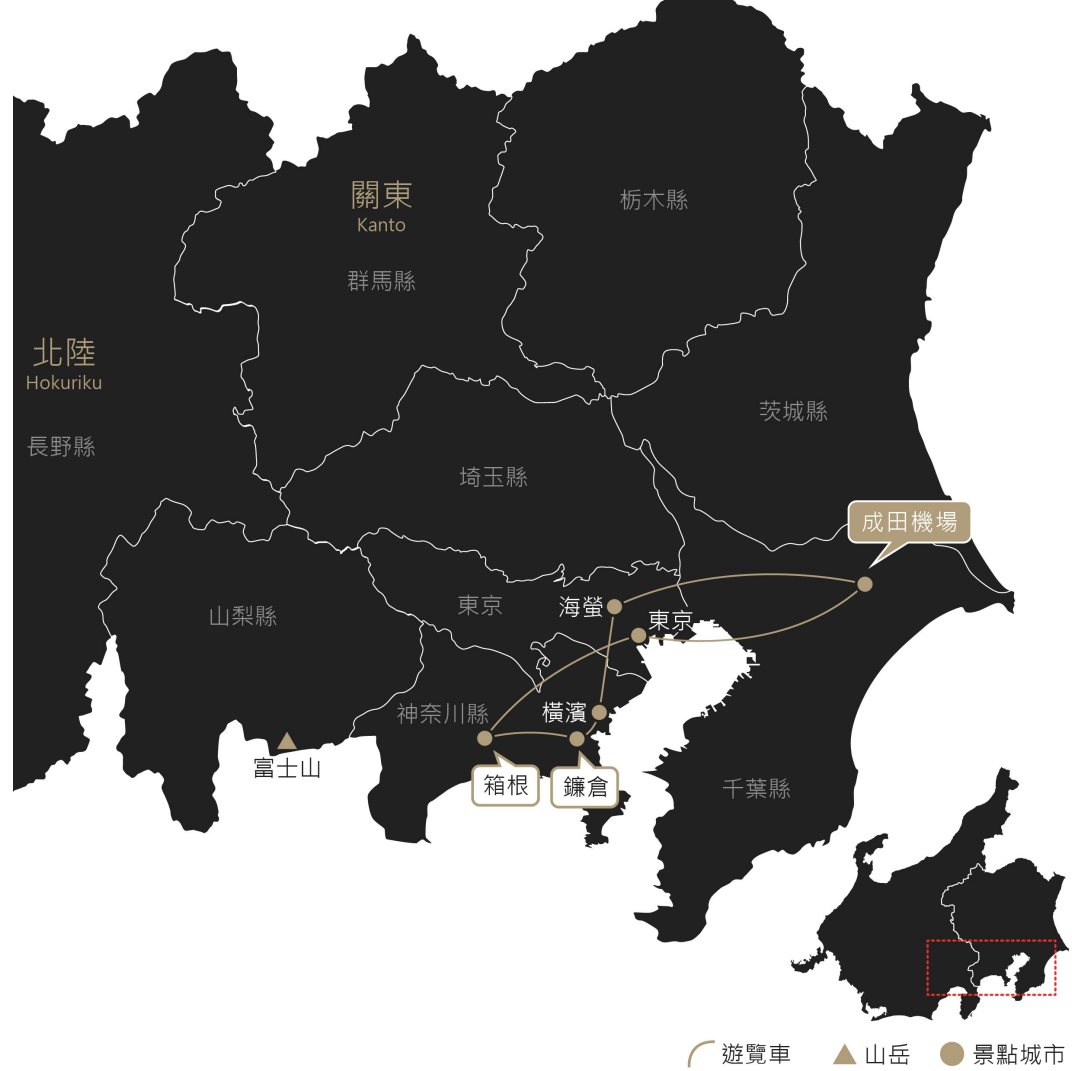 關東
Kanto
栃木縣
群馬縣
北陸
Hokuriku
長野縣
茨城縣
埼玉縣
成田機場
山梨縣
東京
海螢
東京
神奈川縣
橫濱
富士山
箱根
鐮倉
千葉縣
遊覽車
山岳
景點城市